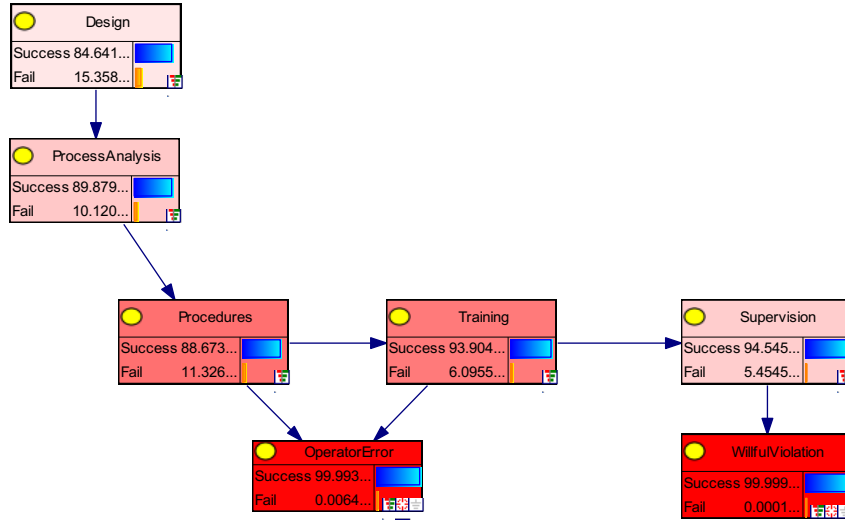 Design
Success 84.641...
Fail 15.358...
ProcessAnalysis
Success 89.879...
Fail 10.120...
Procedures
Success 88.673...
Fail 11.326...
Training
Success 93.904...
Fail 6.0955...
Supervision
Success 94.545...
Fail 5.4545...
OperatorError
Success 99.993...
Fail 0.0064...
WillfulViolation
Success 99.999...
Fail 0.0001...